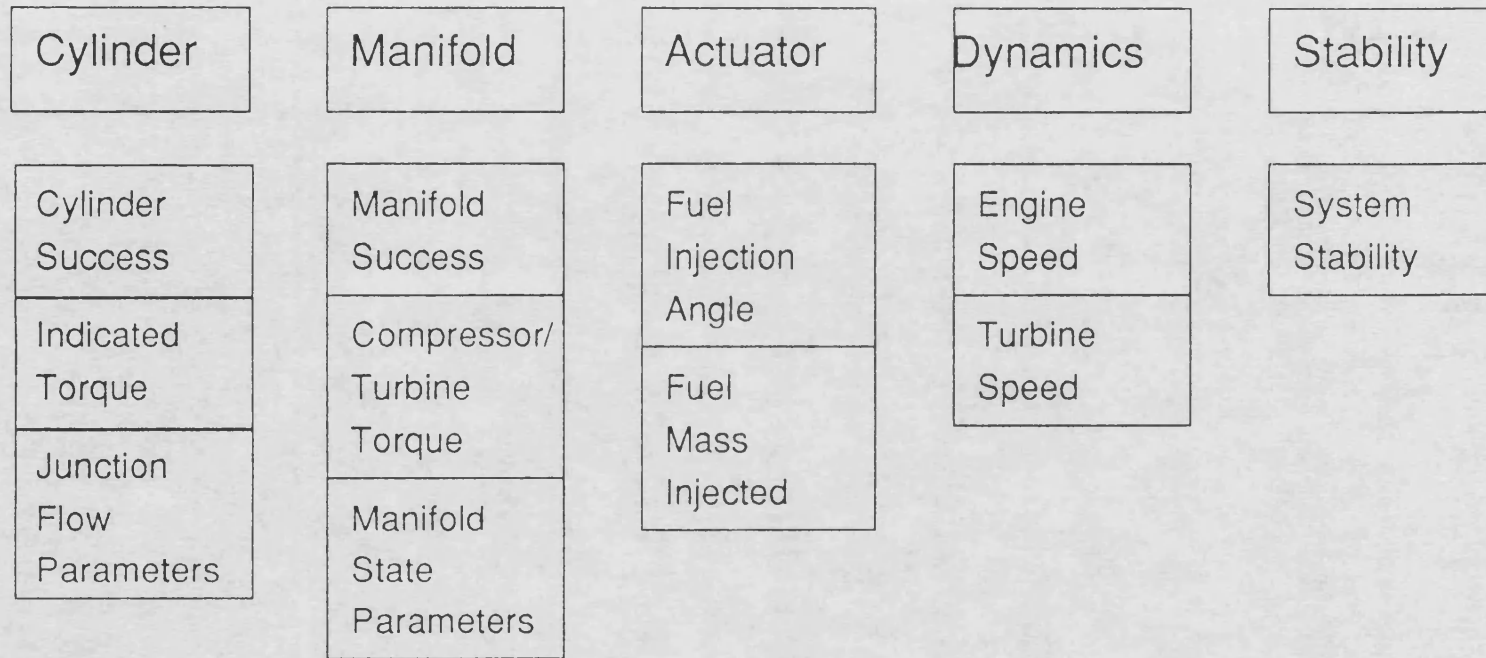 Cylinder
Manifold
Actuator
Dynamics
Stability
Cylinder
Success
Indicated
Torque
Junction
Flow
Parameters
Manifold
Success
Compressor/
Turbine
Torque
Manifold
State
Parameters
Fuel
Injection
Angle
Fuel
Mass
Injected
Engine
Speed
Turbine
Speed
System
Stability